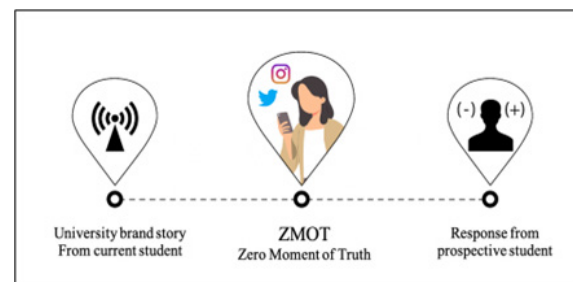 (-) (+)
University brand story
From current student
ZMOT
Zero Moment of Truth
Response from
prospective student